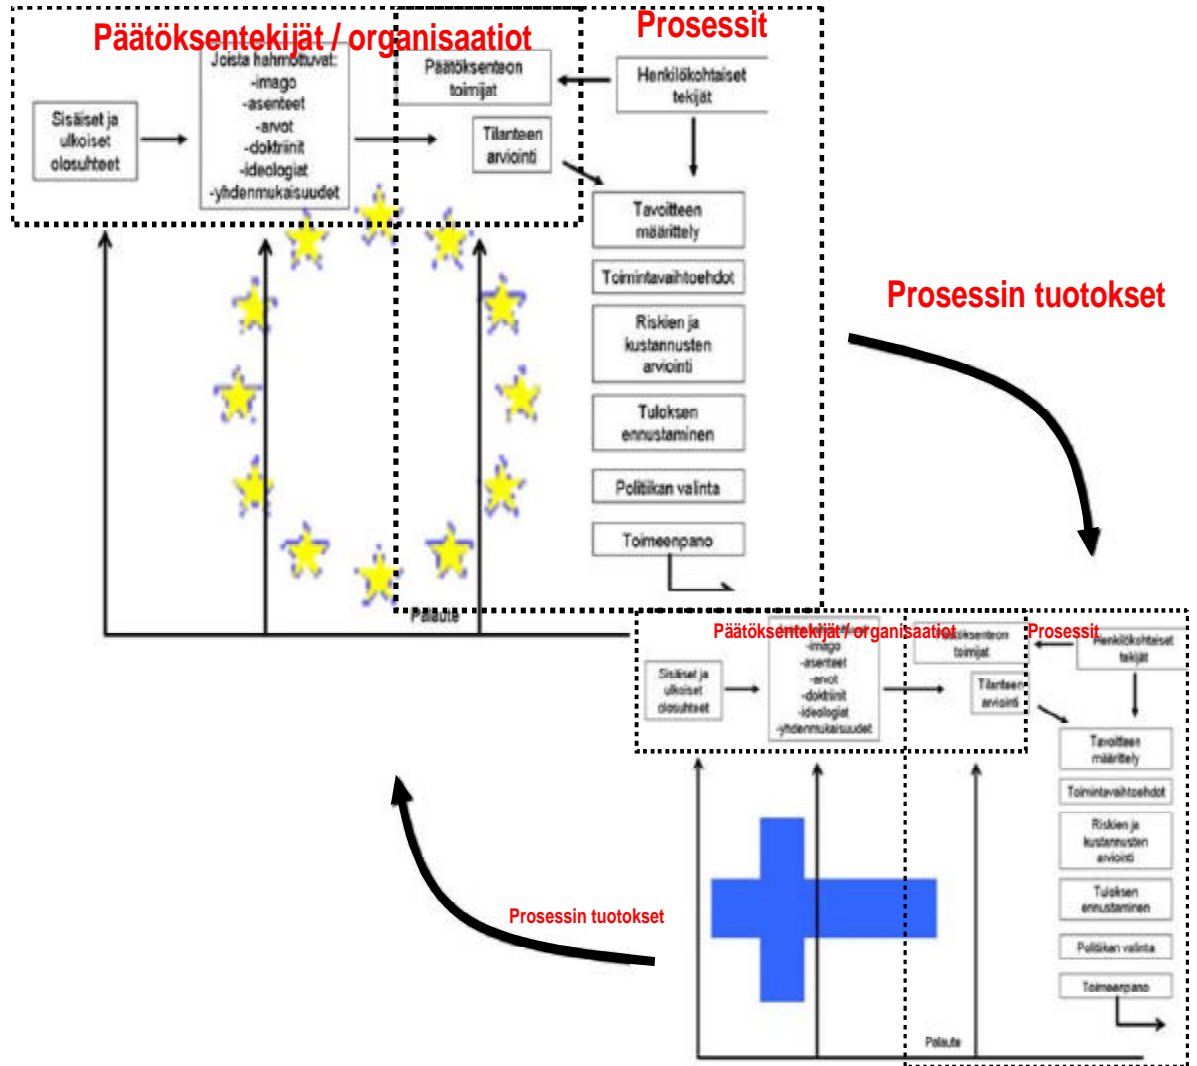 Päätöksentekijät / organisaatiot
Prosessit
Joista hahmottuvat:
-imago
-asenteet
-arvot
-doktriinit
-ideologiat
-yhdenmukaisuudet
Sisäiset ja
ulkoiset
olosuhteet
Päätöksenteon
toimijat
Henkilökohtaiset
tekijät
Tilanteen
arviointi
Tavoitteen
määrittely
Toimintavaihtoehdot
Riskien ja
kustannusten
arviointi
Tuloksen
ennustaminen
Politiikan valinta
Toimeenpano
Palaute
Prosessin tuotokset
Päätöksentekijät / organisaatiot
Prosessit
-imago
-asenteet
-arvot
-doktriinit
-ideologiat
-yhdenmukaisuudet
Sisäiset ja
ulkoiset
olosuhteet
Päätöksenteon
toimijat
Henkilökohtaiset
tekijät
Tilanteen
arviointi
Tavoitteen
määrittely
Toimintavaihtoehdot
Riskien ja
kustannusten
arviointi
Tuloksen
ennustaminen
Politiikan valinta
Toimeenpano
Palaute
Prosessin tuotokset